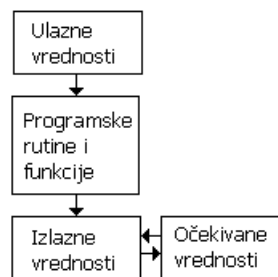 Ulazne
vrednosti
Programske
rutine i
funkcije
Izlazne
vrednosti
Očekivane
vrednosti